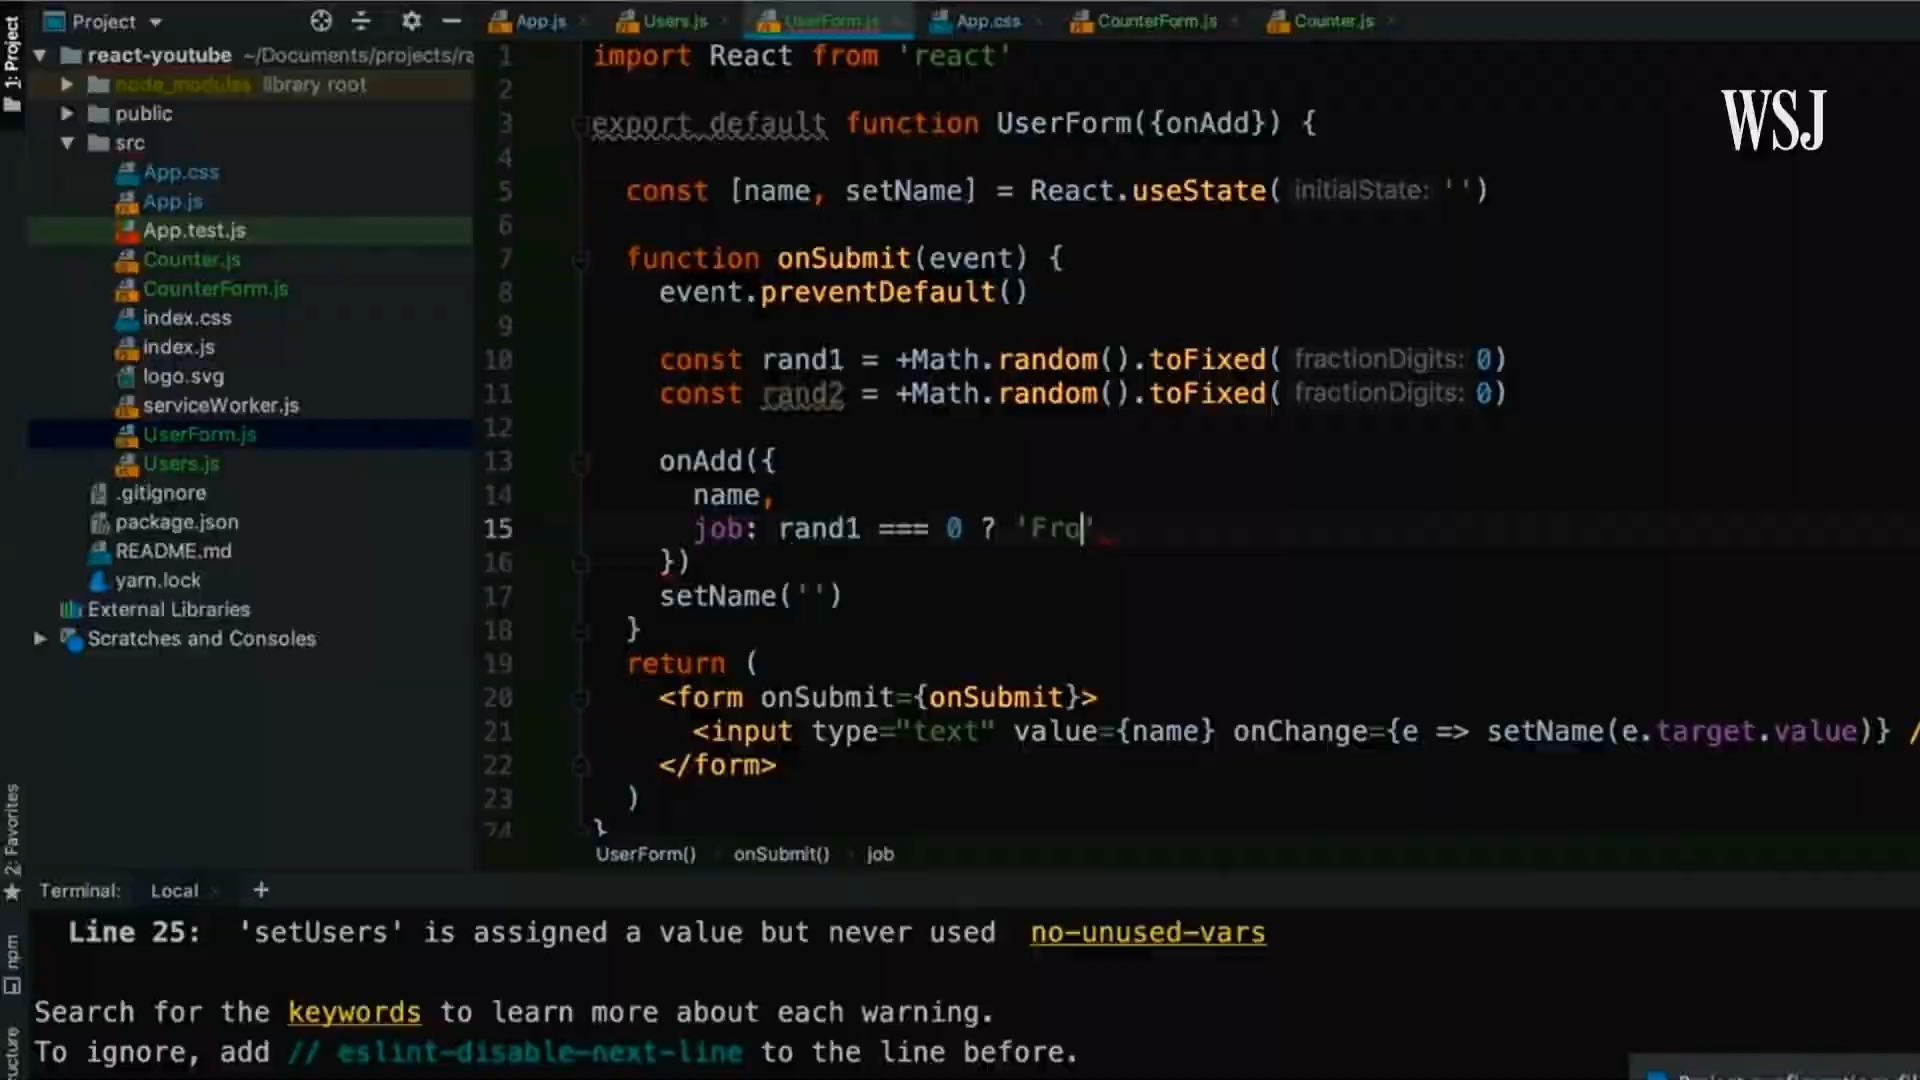 1: Project
Project
react-youtube ~/Documents/projects/ra
node_modules library root
public
src
App.css
App.js
App.test.js
Counter.js
CounterForm.js
index.css
index.js
logo.svg
serviceWorker.js
UserForm.js
Users.js
.gitignore
package.json
README.md
yarn.lock
External Libraries
Scratches and Consoles
App.js Users.js UserForm.js App.css CounterForm.js Counter.js
WSJ
1 import React from 'react'
2
3 export default function UserForm({onAdd}) {
4
5 const [name, setName] = React.useState( initialState: '')
6
7 function onSubmit(event) {
8 event.preventDefault()
9
10 const rand1 = +Math.random().toFixed( fractionDigits: 0)
11 const rand2 = +Math.random().toFixed( fractionDigits: 0)
12
13 onAdd({
14 name,
15 job: rand1 === 0 ? 'Fro'
16 })
17 setName('')
18 }
19 return (
20 <form onSubmit={onSubmit}>
21 <input type="text" value={name} onChange={e => setName(e.target.value)} /
22 </form>
23 )
24 }
UserForm() onSubmit() job
2: Favorites
npm
Terminal: Local +
Line 25: 'setUsers' is assigned a value but never used no-unused-vars
Search for the keywords to learn more about each warning.
To ignore, add // eslint-disable-next-line to the line before.